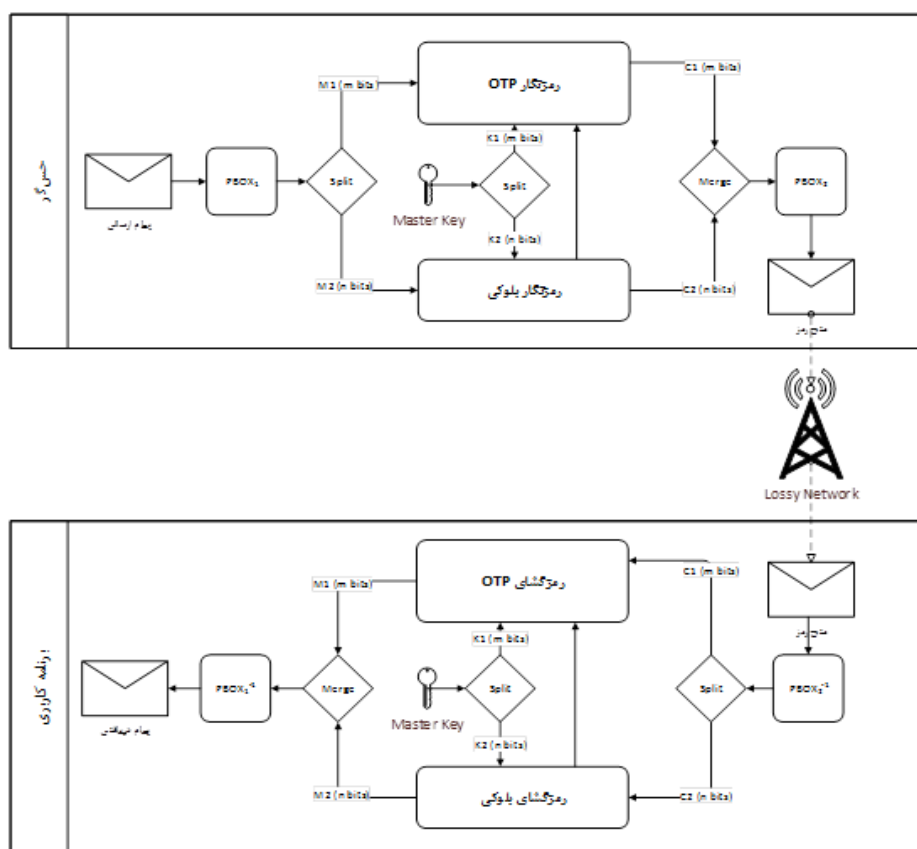 حس‌گر
M1 (m bits)
رمزنگار OTP
C1 (m bits)
K1 (m bits)
PBOX₁
Split
Split
Merge
PBOX₂
پیام ارسالی
Master Key
K2 (n bits)
M2 (n bits)
رمزنگار بلوکی
C2 (n bits)
متن رمز
Lossy Network
برنامه کاربردی
M1 (m bits)
رمزگشای OTP
C1 (m bits)
متن رمز
K1 (m bits)
PBOX₁⁻¹
Merge
Split
Split
PBOX₂⁻¹
پیام دریافتی
Master Key
K2 (n bits)
M2 (n bits)
رمزگشای بلوکی
C2 (n bits)